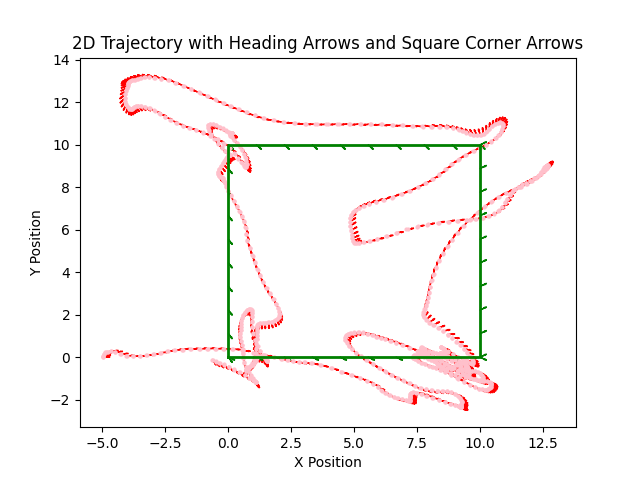 2D Trajectory with Heading Arrows and Square Corner Arrows
14
12
10
8
6
4
2
0
−2
Y Position
−5.0 −2.5 0.0 2.5 5.0 7.5 10.0 12.5
X Position